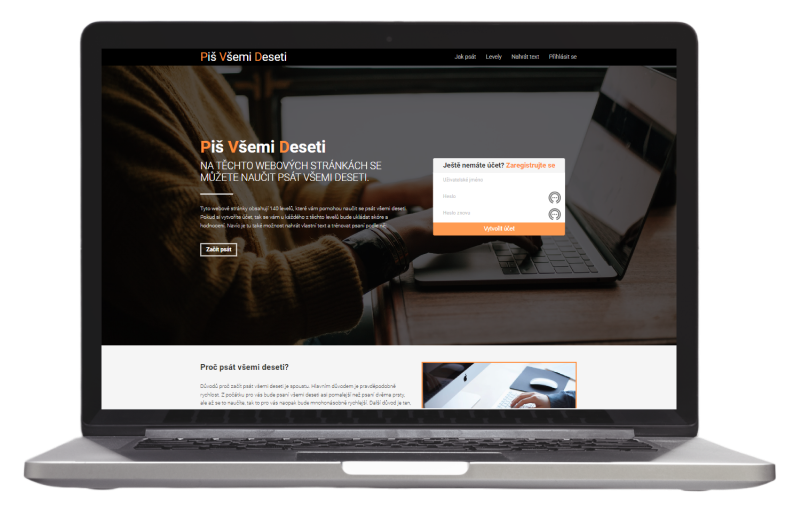 Piš Všemi Deseti
Jak psát Levely Nahrát text Přihlásit se
Piš Všemi Deseti
NA TĚCHTO WEBOVÝCH STRÁNKÁCH SE
MŮŽETE NAUČIT PSÁT VŠEMI DESETI.
Tyto webové stránky obsahují 140 levelů, které vám pomohou naučit se psát všemi deseti.
Pokud si vytvoříte účet, tak se vám u každého z těchto levelů bude ukládat skóre a
hodnocení. Navíc je tu také možnost nahrát vlastní text a trénovat psaní podle něj.
Začít psát
Ještě nemáte účet? Zaregistrujte se
Uživatelské jméno
Heslo
Heslo znovu
Vytvořit účet
Proč psát všemi deseti?
Důvodů proč začít psát všemi deseti je spoustu. Hlavním důvodem je pravděpodobně
rychlost. Z počátku pro vás bude psaní všemi deseti asi pomalejší než psaní dvěma prsty,
ale až se to naučíte, tak to pro vás naopak bude mnohonásobně rychlejší. Další důvod je ten,